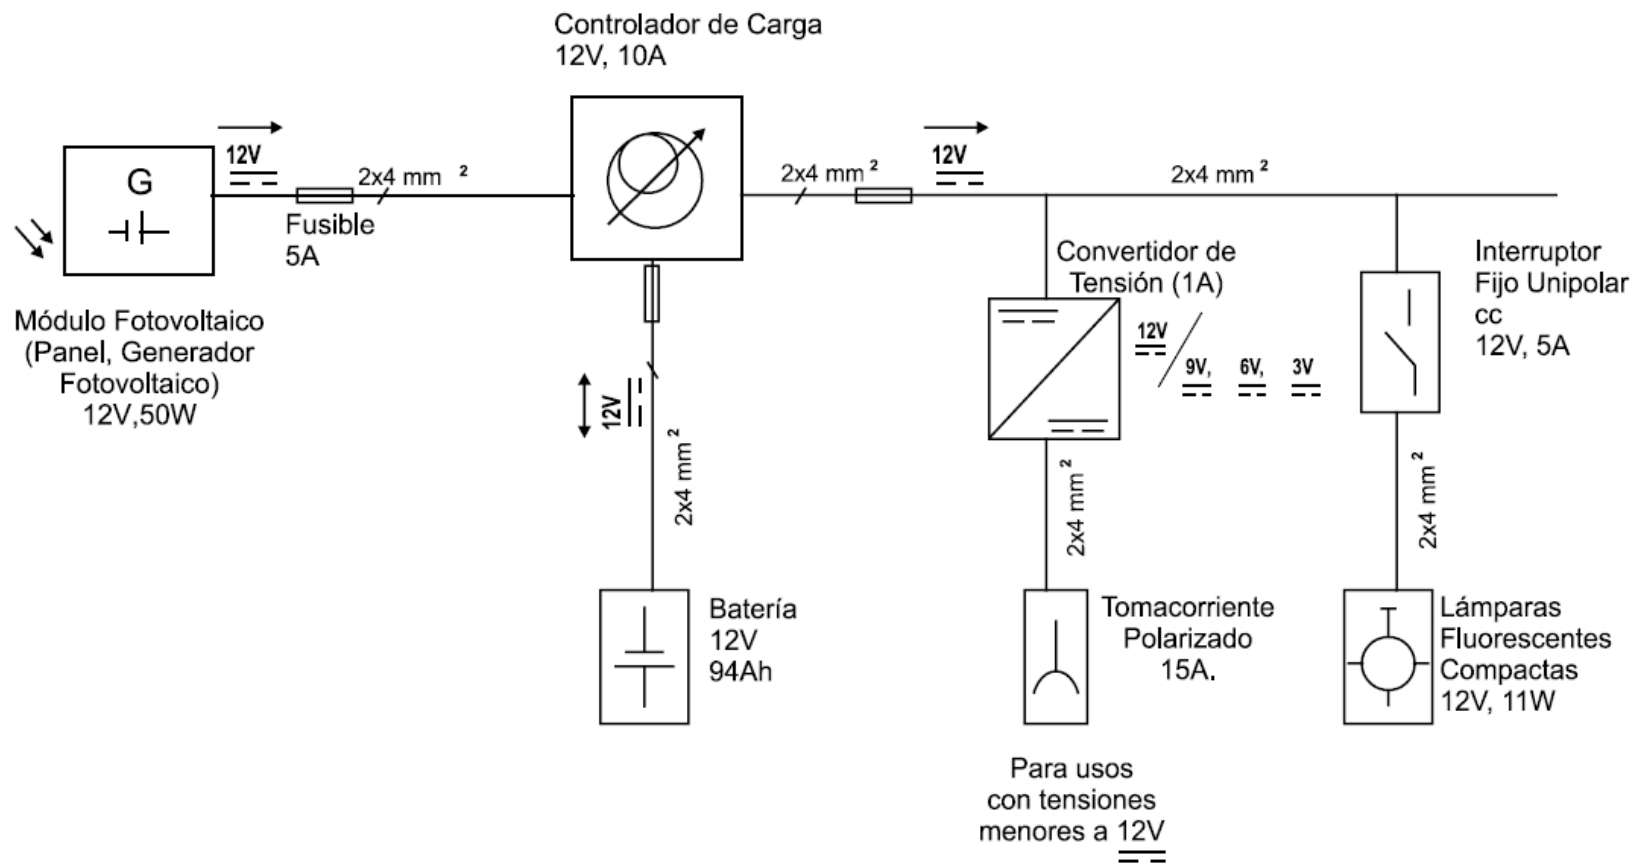 Controlador de Carga
12V, 10A
G
12V
2x4 mm ²
Fusible
5A
Módulo Fotovoltaico
(Panel, Generador
Fotovoltaico)
12V,50W
12V
2x4 mm ²
Batería
12V
94Ah
2x4 mm ²
12V
2x4 mm ²
Convertidor de
Tensión (1A)
12V
9V, 6V, 3V
2x4 mm ²
Tomacorriente
Polarizado
15A.
Para usos
con tensiones
menores a 12V
Interruptor
Fijo Unipolar
cc
12V, 5A
2x4 mm ²
Lámparas
Fluorescentes
Compactas
12V, 11W